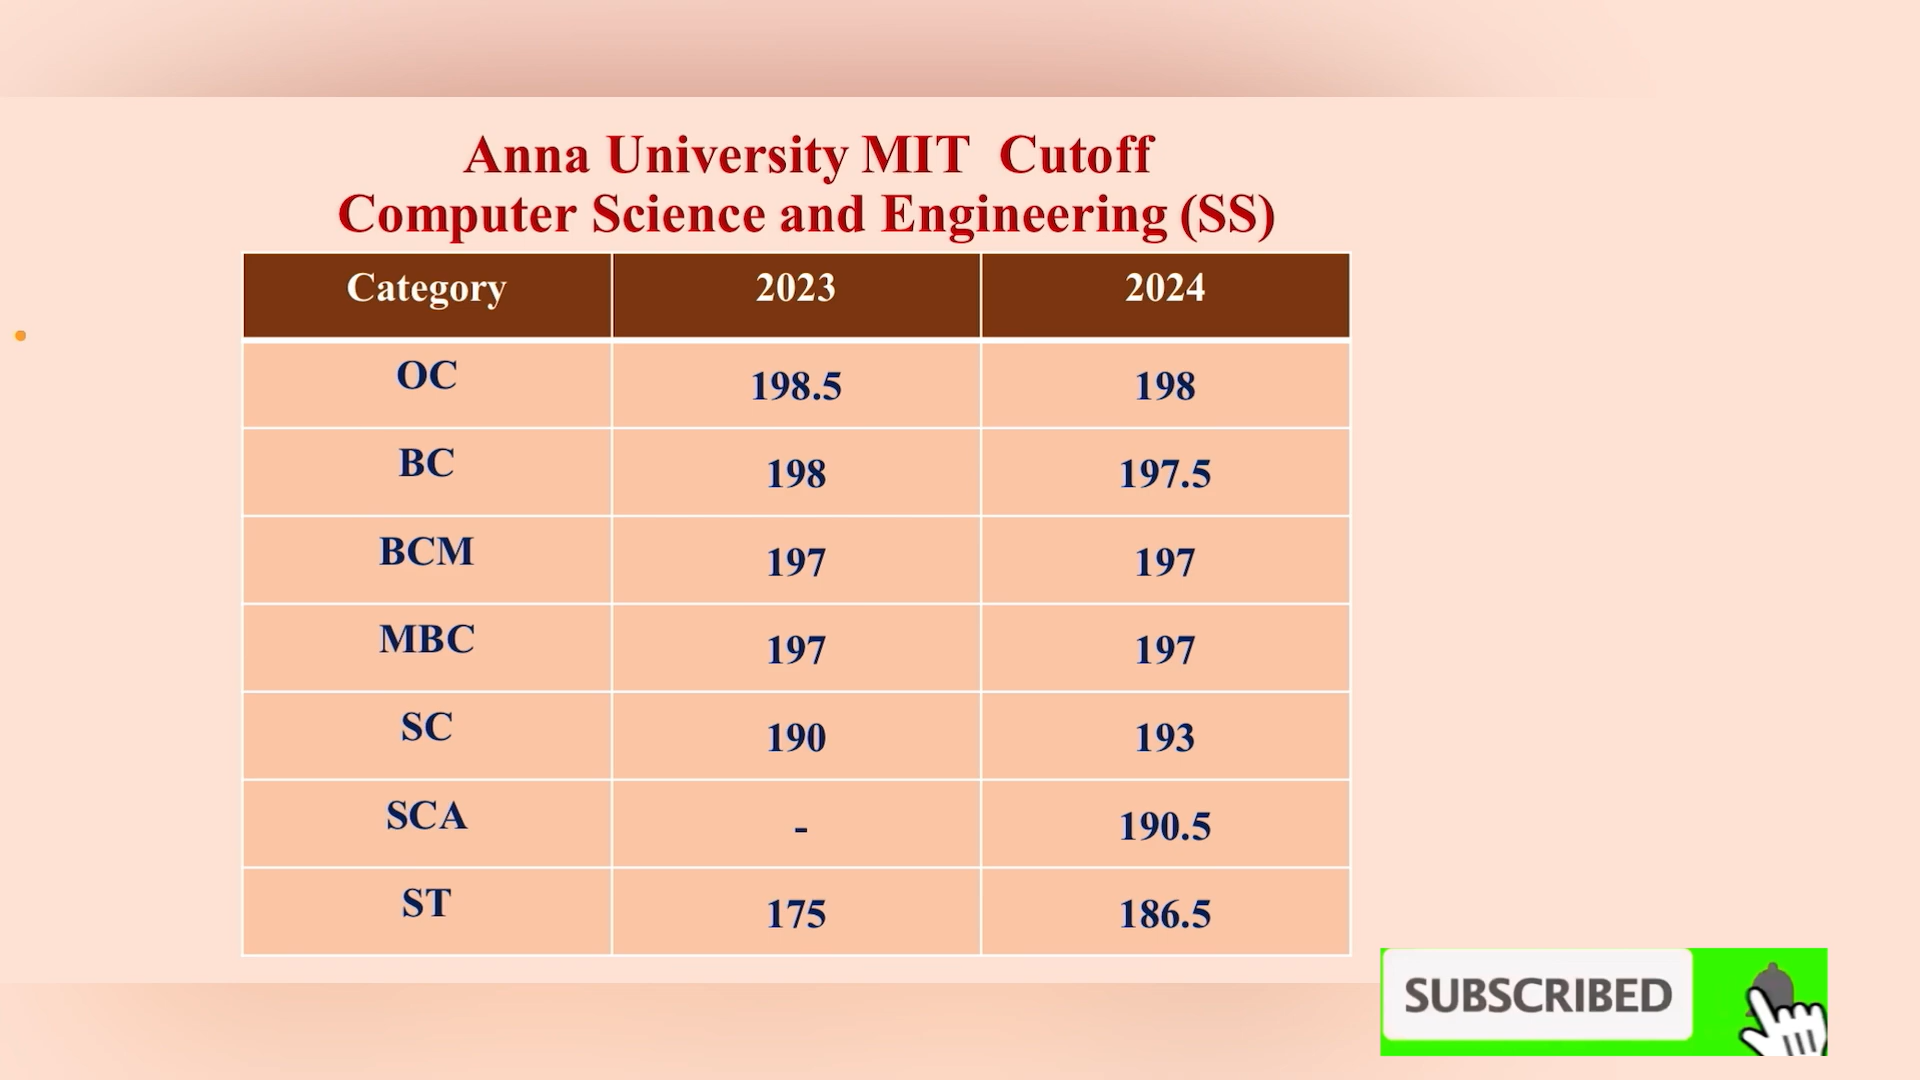 Anna University MIT Cutoff
Computer Science and Engineering (SS)
Category 2023 2024
OC 198.5 198
BC 198 197.5
BCM 197 197
MBC 197 197
SC 190 193
SCA - 190.5
ST 175 186.5
SUBSCRIBED